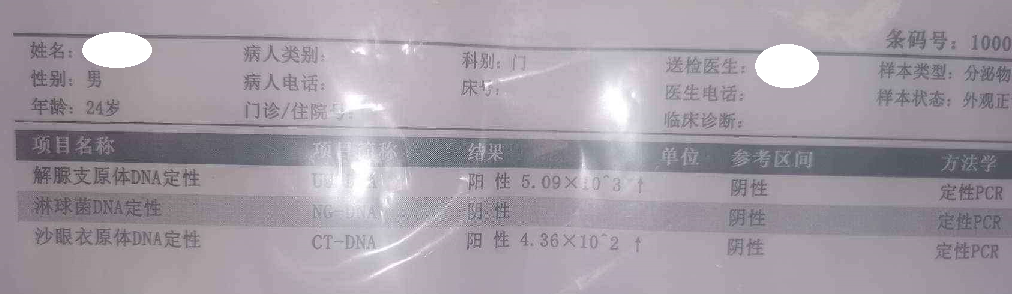 条码号: 1000
姓名: 病人类别: 科别: 门 送检医生: 样本类型: 分泌物
性别: 男 病人电话: 床号: 医生电话: 样本状态: 外观正
年龄: 24岁 门诊/住院号: 临床诊断:
项目名称 项目简称 结果 单位 参考区间 方法学
解脲支原体DNA定性 阳性 5.09×10^3 ↑ 阴性 定性PCR
淋球菌DNA定性 NG-DNA 阴性 阴性 定性PCR
沙眼衣原体DNA定性 CT-DNA 阳性 4.36×10^2 ↑ 阴性 定性PCR